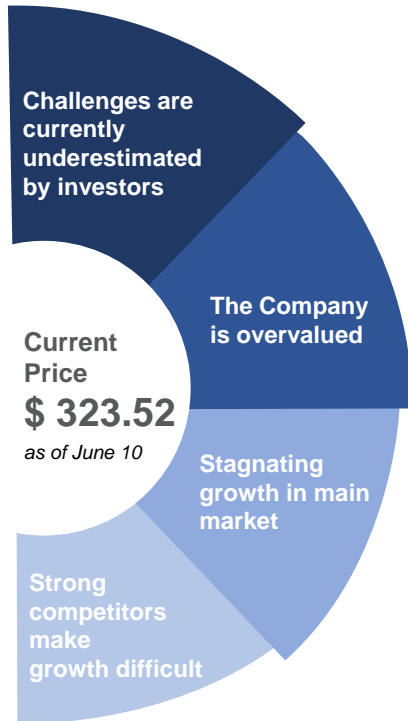 Challenges are
currently
underestimated
by investors
The Company
is overvalued
Current
Price
$ 323.52
as of June 10
Stagnating
growth in main
market
Strong
competitors
make
growth difficult